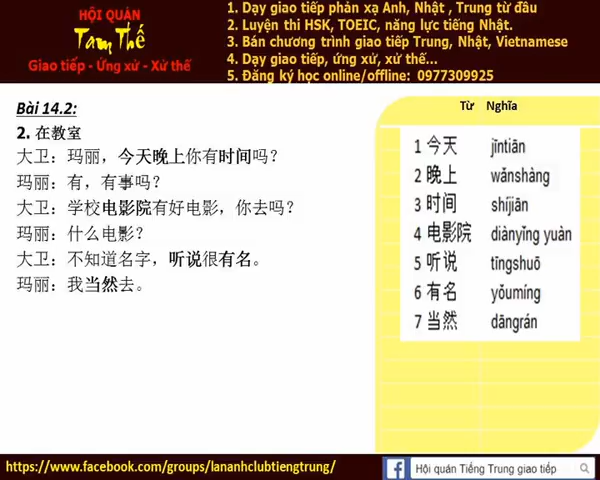 HỘI QUÁN
Tam Thế
Giao tiếp - Ứng xử - Xử thế
1. Dạy giao tiếp phản xạ Anh, Nhật , Trung từ đầu
2. Luyện thi HSK, TOEIC, năng lực tiếng Nhật.
3. Bán chương trình giao tiếp Trung, Nhật, Vietnamese
4. Dạy giao tiếp, ứng xử, xử thế...
5. Đăng ký học online/offline: 0977309925
Bài 14.2:
2. 在教室
大卫：玛丽，今天晚上你有时间吗？
玛丽：有，有事吗？
大卫：学校电影院有好电影，你去吗？
玛丽：什么电影？
大卫：不知道名字，听说很有名。
玛丽：我当然去。
Từ Nghĩa
1 今天 jīntiān
2 晚上 wǎnshàng
3 时间 shíjiān
4 电影院 diànyǐng yuàn
5 听说 tīngshuō
6 有名 yǒumíng
7 当然 dāngrán
https://www.facebook.com/groups/lananhclubtiengtrung/
Hội quán Tiếng Trung giao tiếp